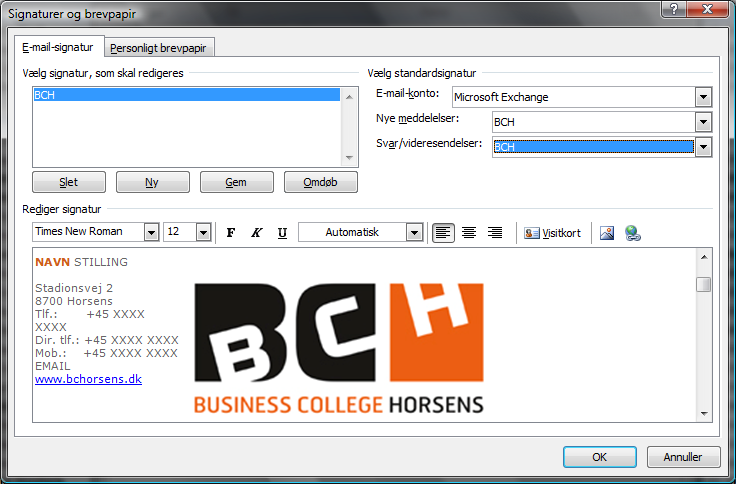 Signaturer og brevpapir
E-mail-signatur
Personligt brevpapir
Vælg signatur, som skal redigeres
BCH
Slet
Ny
Gem
Omdøb
Vælg standardsignatur
E-mail-konto: Microsoft Exchange
Nye meddelelser: BCH
Svar/videresendelser: BCH
Rediger signatur
Times New Roman
12
F K U
Automatisk
Visitkort
NAVN STILLING
Stadionsvej 2
8700 Horsens
Tlf.: +45 XXXX
XXXX
Dir. tlf.: +45 XXXX XXXX
Mob.: +45 XXXX XXXX
EMAIL
www.bchorsens.dk
BCH
BUSINESS COLLEGE HORSENS
OK
Annuller